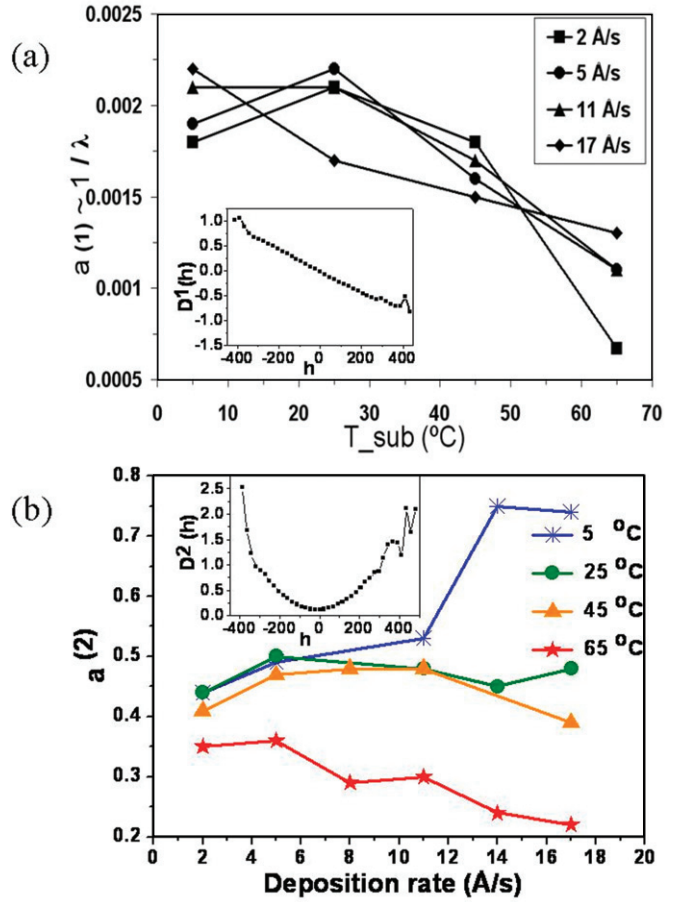 (a)
0.0025
0.002
0.0015
0.001
0.0005
a (1) ~ 1 / λ
2 Å/s
5 Å/s
11 Å/s
17 Å/s
1.0
0.5
0.0
-0.5
-1.0
-1.5
D¹(h)
-400 -200 0 200 400
h
0 10 20 30 40 50 60 70
T_sub (ºC)
(b)
0.8
0.7
0.6
0.5
0.4
0.3
0.2
a (2)
2.5
2.0
1.5
1.0
0.5
0.0
D² (h)
-400 -200 0 200 400
h
5 ºC
25 ºC
45 ºC
65 ºC
0 2 4 6 8 10 12 14 16 18 20
Deposition rate (Å/s)